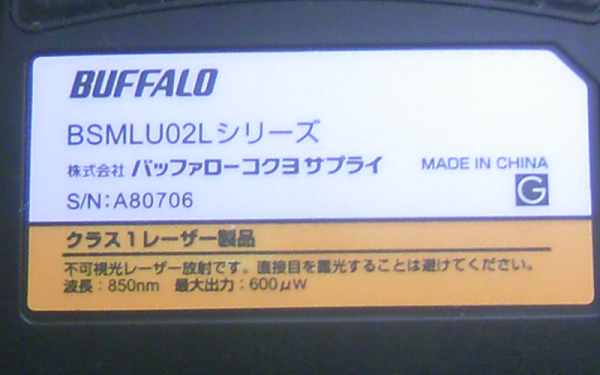 BUFFALO
BSMLU02Lシリーズ
株式会社 バッファローコクヨサプライ
MADE IN CHINA
S/N:A80706
G
クラス1レーザー製品
不可視光レーザー放射です。直接目を露光することは避けてください。
波長:850nm 最大出力:600μW